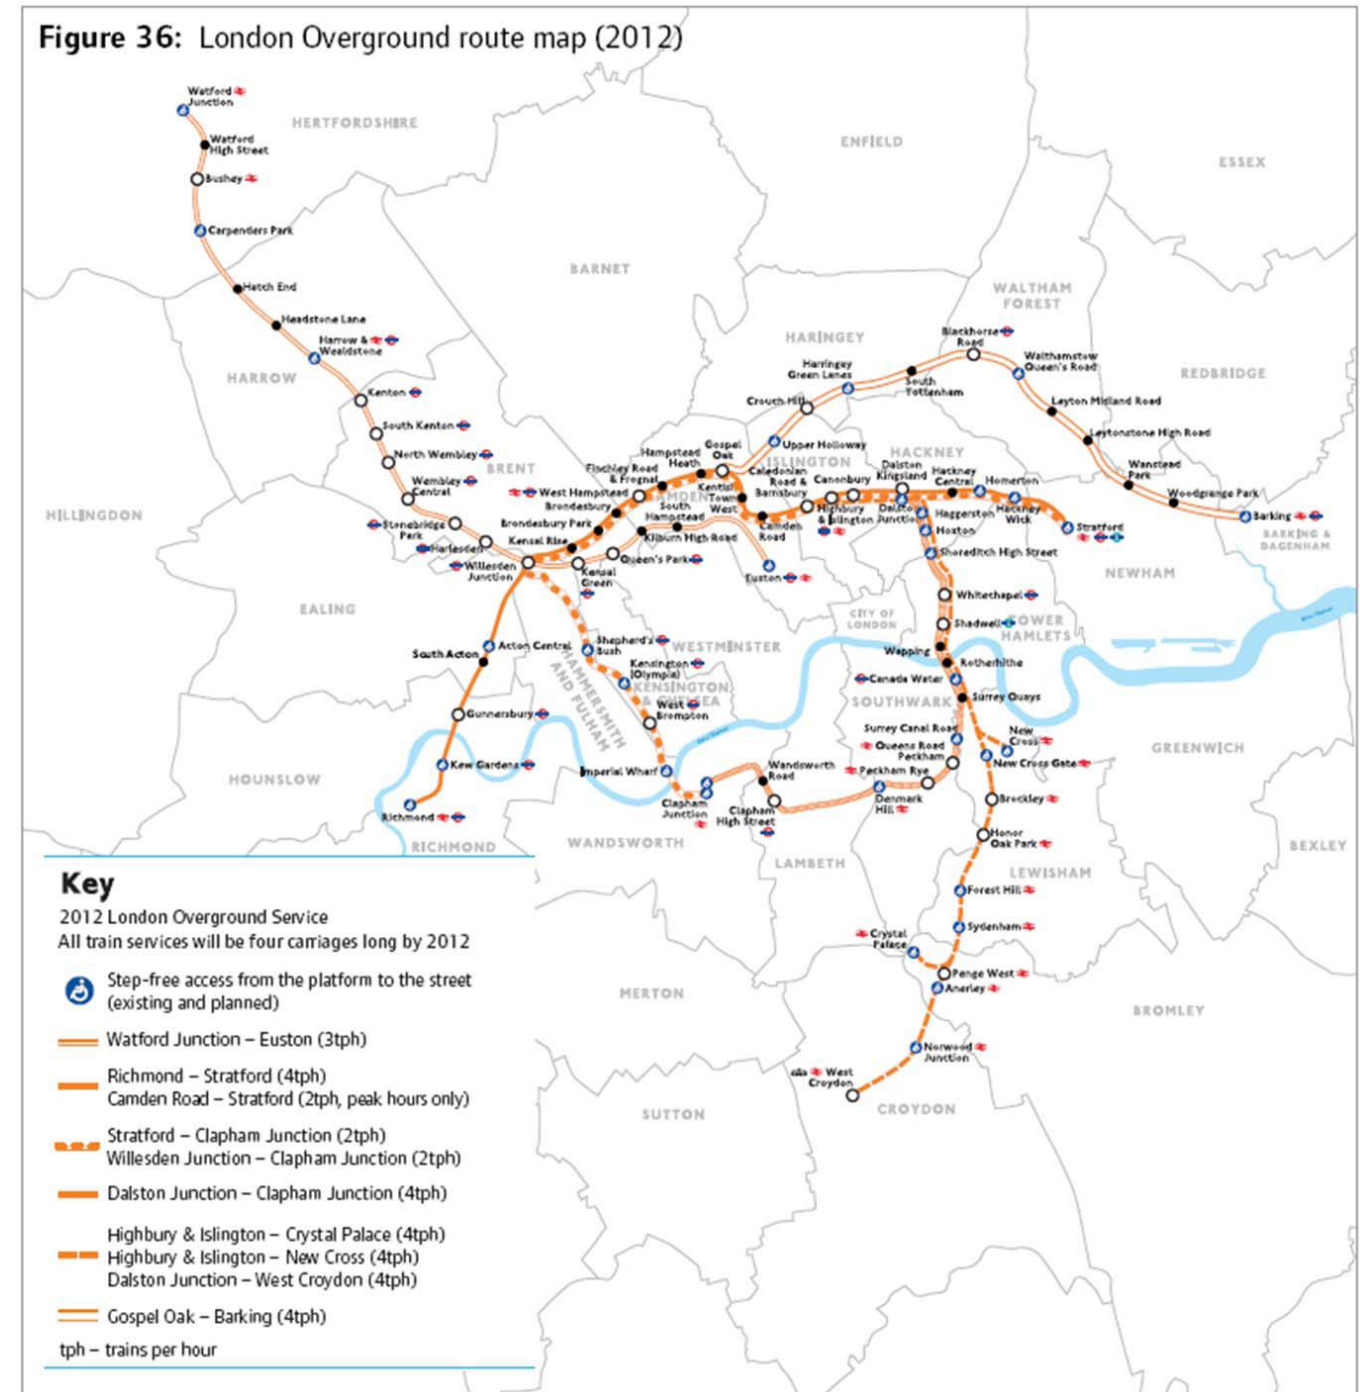 Figure 36: London Overground route map (2012)
Watford
Junction
HERTFORDSHIRE
Watford
High Street
Bushey
ENFIELD
ESSEX
Carpenders Park
BARNET
Hatch End
WALTHAM
FOREST
Headstone Lane
Harrow &
Wealdstone
HARINGEY
Blackhorse
Road
Harringey
Green Lanes
Walthamstow
Queen's Road
HARROW
South
Tottenham
REDBRIDGE
Kenton
Crouch Hill
Leyton Midland Road
South Kenton
Leytonstone High Road
North Wembley
BRENT
Gospel
Oak
Upper Holloway
HACKNEY
Hampstead
Heath
ISLINGTON
Wembley
Central
Finchley Road
& Frognal
Caledonian
Road &
Barnsbury
Canonbury
Dalston
Kingsland
Hackney
Central
Homerton
Wanstead
Park
Woodgrange Park
West Hampstead
CAMDEN
Kentish
Town
West
Brondesbury
South
Hampstead
Highbury
& Islington
Dalston
Junction
Haggerston
Hackney
Wick
Stratford
Barking
BARKING &
DAGENHAM
HILLINGDON
Stonebridge
Park
Brondesbury Park
Kilburn High Road
Camden
Road
Hoxton
Harlesden
Kensal Rise
Queen's Park
Shoreditch High Street
Willesden
Junction
Kensal
Green
Euston
NEWHAM
Whitechapel
EALING
CITY OF
LONDON
Shadwell
TOWER
HAMLETS
South Acton
Acton Central
Shepherd's
Bush
WESTMINSTER
Wapping
Rotherhithe
HAMMERSMITH
AND FULHAM
Kensington
(Olympia)
KENSINGTON
& CHELSEA
Canada Water
SOUTHWARK
Surrey Quays
Gunnersbury
West
Brompton
Surrey Canal Road
New
Cross
GREENWICH
Queens Road
Peckham
New Cross Gate
HOUNSLOW
Kew Gardens
Imperial Wharf
Wandsworth
Road
Peckham Rye
Richmond
Clapham
Junction
Clapham
High Street
Denmark
Hill
Brockley
RICHMOND
WANDSWORTH
LAMBETH
Honor
Oak Park
BEXLEY
LEWISHAM
Forest Hill
Crystal
Palace
Sydenham
Penge West
Anerley
MERTON
BROMLEY
Norwood
Junction
West
Croydon
SUTTON
CROYDON
Key
2012 London Overground Service
All train services will be four carriages long by 2012
Step-free access from the platform to the street
(existing and planned)
Watford Junction – Euston (3tph)
Richmond – Stratford (4tph)
Camden Road – Stratford (2tph, peak hours only)
Stratford – Clapham Junction (2tph)
Willesden Junction – Clapham Junction (2tph)
Dalston Junction – Clapham Junction (4tph)
Highbury & Islington – Crystal Palace (4tph)
Highbury & Islington – New Cross (4tph)
Dalston Junction – West Croydon (4tph)
Gospel Oak – Barking (4tph)
tph – trains per hour